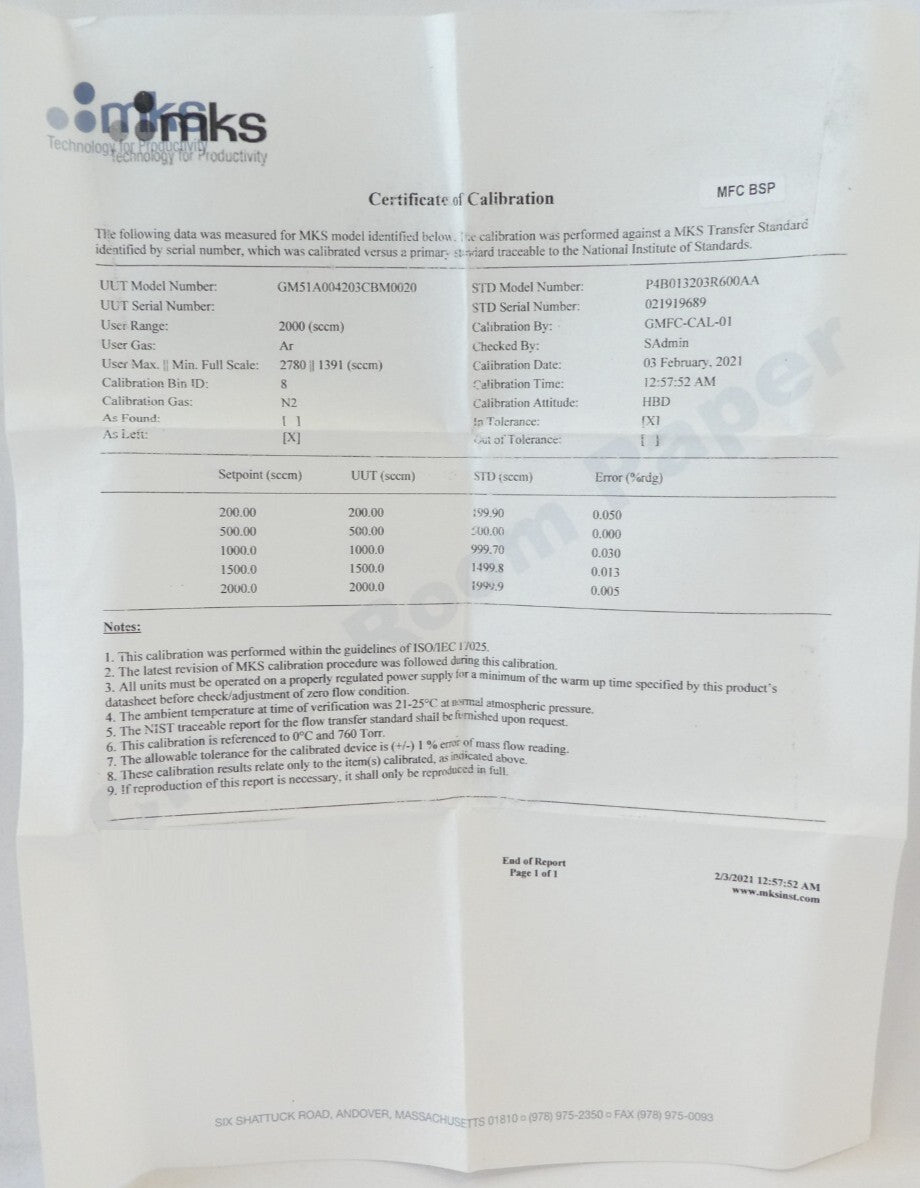 mks mks
Technology for Productivity
Technology for Productivity
Certificate of Calibration
MFC BSP
The following data was measured for MKS model identified below. The calibration was performed against a MKS Transfer Standard
identified by serial number, which was calibrated versus a primary standard traceable to the National Institute of Standards.
UUT Model Number: GM51A004203CBM0020 STD Model Number: P4B013203R600AA
UUT Serial Number: STD Serial Number: 021919689
User Range: 2000 (sccm) Calibration By: GMFC-CAL-01
User Gas: Ar Checked By: SAdmin
User Max. || Min. Full Scale: 2780 || 1391 (sccm) Calibration Date: 03 February, 2021
Calibration Bin ID: 8 Calibration Time: 12:57:52 AM
Calibration Gas: N2 Calibration Attitude: HBD
As Found: [ ] In Tolerance: [X]
As Left: [X] Out of Tolerance: [ ]
Setpoint (sccm) UUT (sccm) STD (sccm) Error (%rdg)
200.00 200.00 199.90 0.050
500.00 500.00 500.00 0.000
1000.0 1000.0 999.70 0.030
1500.0 1500.0 1499.8 0.013
2000.0 2000.0 1999.9 0.005
Notes:
1. This calibration was performed within the guidelines of ISO/IEC 17025.
2. The latest revision of MKS calibration procedure was followed during this calibration.
3. All units must be operated on a properly regulated power supply for a minimum of the warm up time specified by this product's
datasheet before check/adjustment of zero flow condition.
4. The ambient temperature at time of verification was 21-25°C at normal atmospheric pressure.
5. The NIST traceable report for the flow transfer standard shall be furnished upon request.
6. This calibration is referenced to 0°C and 760 Torr.
7. The allowable tolerance for the calibrated device is (+/-) 1 % error of mass flow reading.
8. These calibration results relate only to the item(s) calibrated, as indicated above.
9. If reproduction of this report is necessary, it shall only be reproduced in full.
Room Paper
End of Report
Page 1 of 1
2/3/2021 12:57:52 AM
www.mksinst.com
SIX SHATTUCK ROAD, ANDOVER, MASSACHUSETTS 01810 ▫ (978) 975-2350 ▫ FAX (978) 975-0093